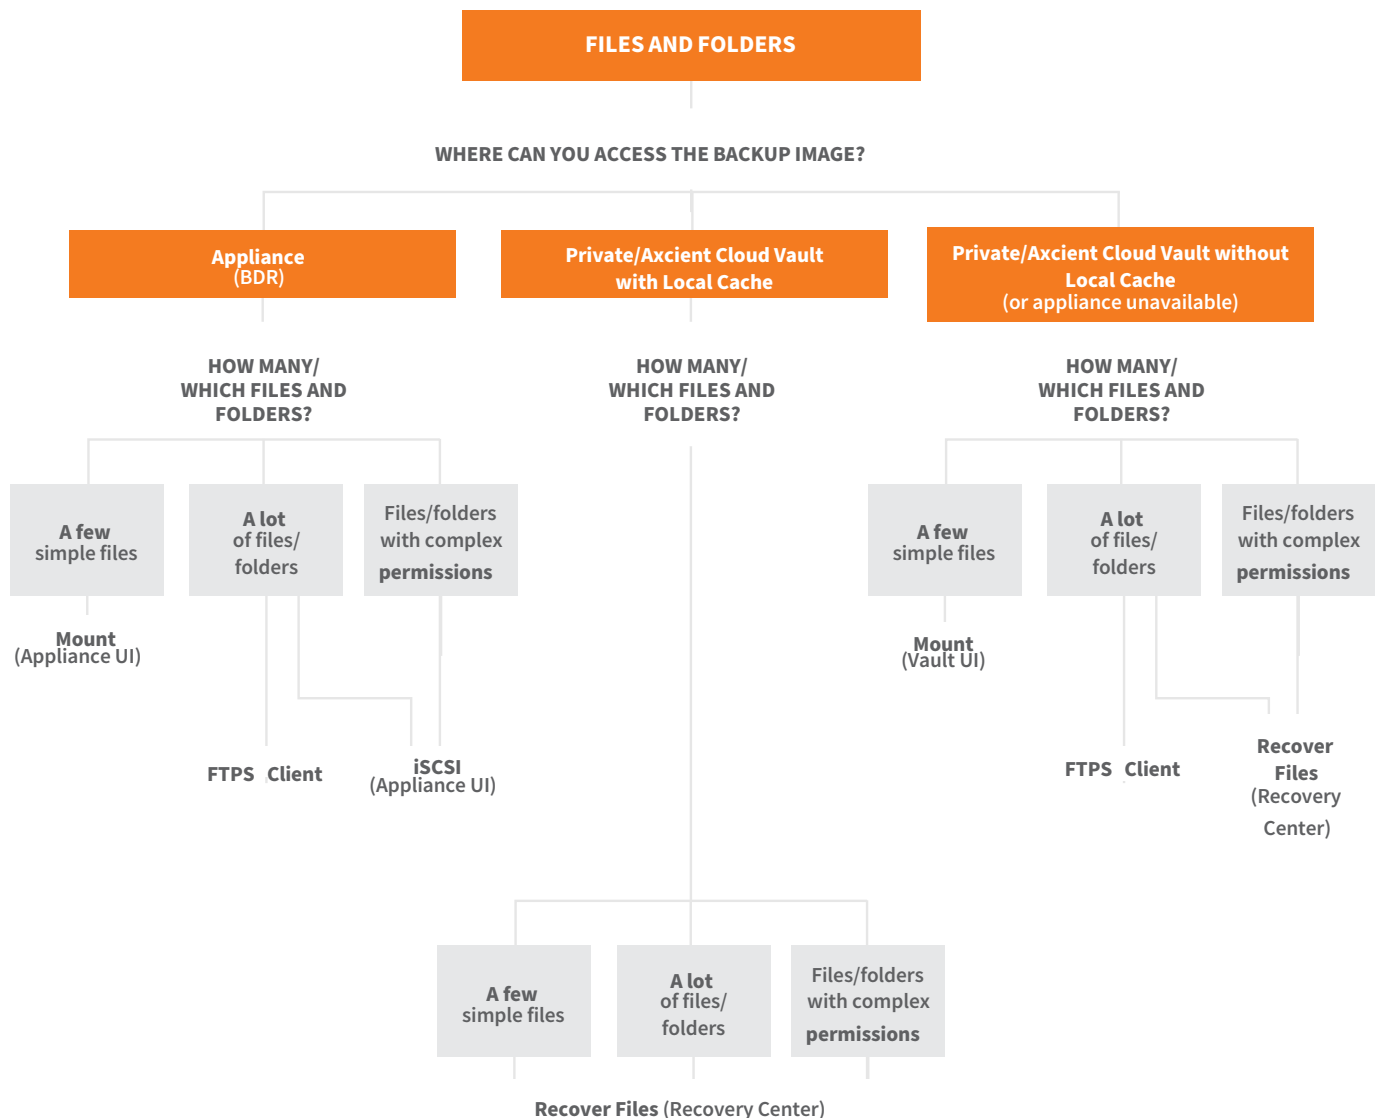 FILES AND FOLDERS
WHERE CAN YOU ACCESS THE BACKUP IMAGE?
Appliance
(BDR)
Private/Axcient Cloud Vault
with Local Cache
Private/Axcient Cloud Vault without
Local Cache
(or appliance unavailable)
HOW MANY/
WHICH FILES AND
FOLDERS?
HOW MANY/
WHICH FILES AND
FOLDERS?
HOW MANY/
WHICH FILES AND
FOLDERS?
A few
simple files
A lot
of files/
folders
Files/folders
with complex
permissions
A few
simple files
A lot
of files/
folders
Files/folders
with complex
permissions
Mount
(Appliance UI)
FTPS Client
iSCSI
(Appliance UI)
Mount
(Vault UI)
FTPS Client
Recover
Files
(Recovery
Center)
A few
simple files
A lot
of files/
folders
Files/folders
with complex
permissions
Recover Files (Recovery Center)